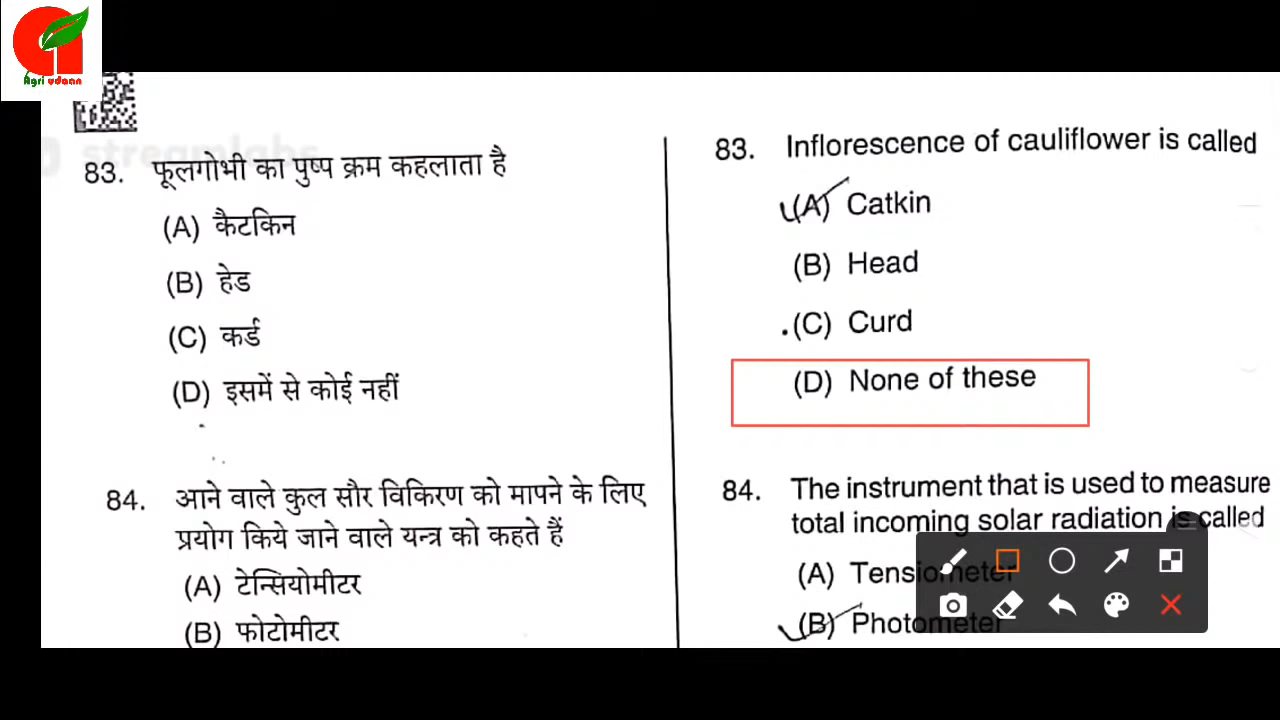 Agri udaan
streamlabs
83. फूलगोभी का पुष्प क्रम कहलाता है
(A) कैटकिन
(B) हेड
(C) कर्ड
(D) इसमें से कोई नहीं
84. आने वाले कुल सौर विकिरण को मापने के लिए
प्रयोग किये जाने वाले यन्त्र को कहते हैं
(A) टेन्सियोमीटर
(B) फोटोमीटर
83. Inflorescence of cauliflower is called
(A) Catkin
(B) Head
(C) Curd
(D) None of these
84. The instrument that is used to measure
total incoming solar radiation is called
(A) Tensiometer
(B) Photometer